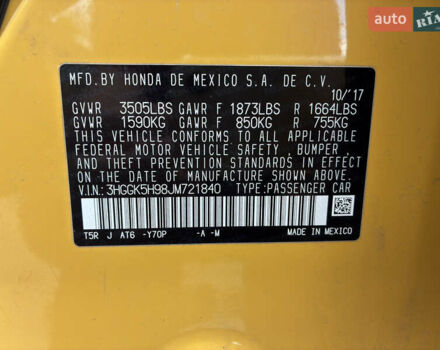 AUTO
RIA
MFD.BY HONDA DE MEXICO S.A. DE C.V.
10/'17
GVWR 3505LBS GAWR F 1873LBS R 1664LBS
GVWR 1590KG GAWR F 850KG R 755KG
THIS VEHICLE CONFORMS TO ALL APPLICABLE
FEDERAL MOTOR VEHICLE SAFETY, BUMPER, AND
THEFT PREVENTION STANDARDS IN EFFECT ON THE
DATE OF MANUFACTURE SHOWN ABOVE.
V.I.N.: 3HGGK5H98JM721840 TYPE:PASSENGER CAR
T5R J AT6 -Y70P -A -M
MADE IN MEXICO